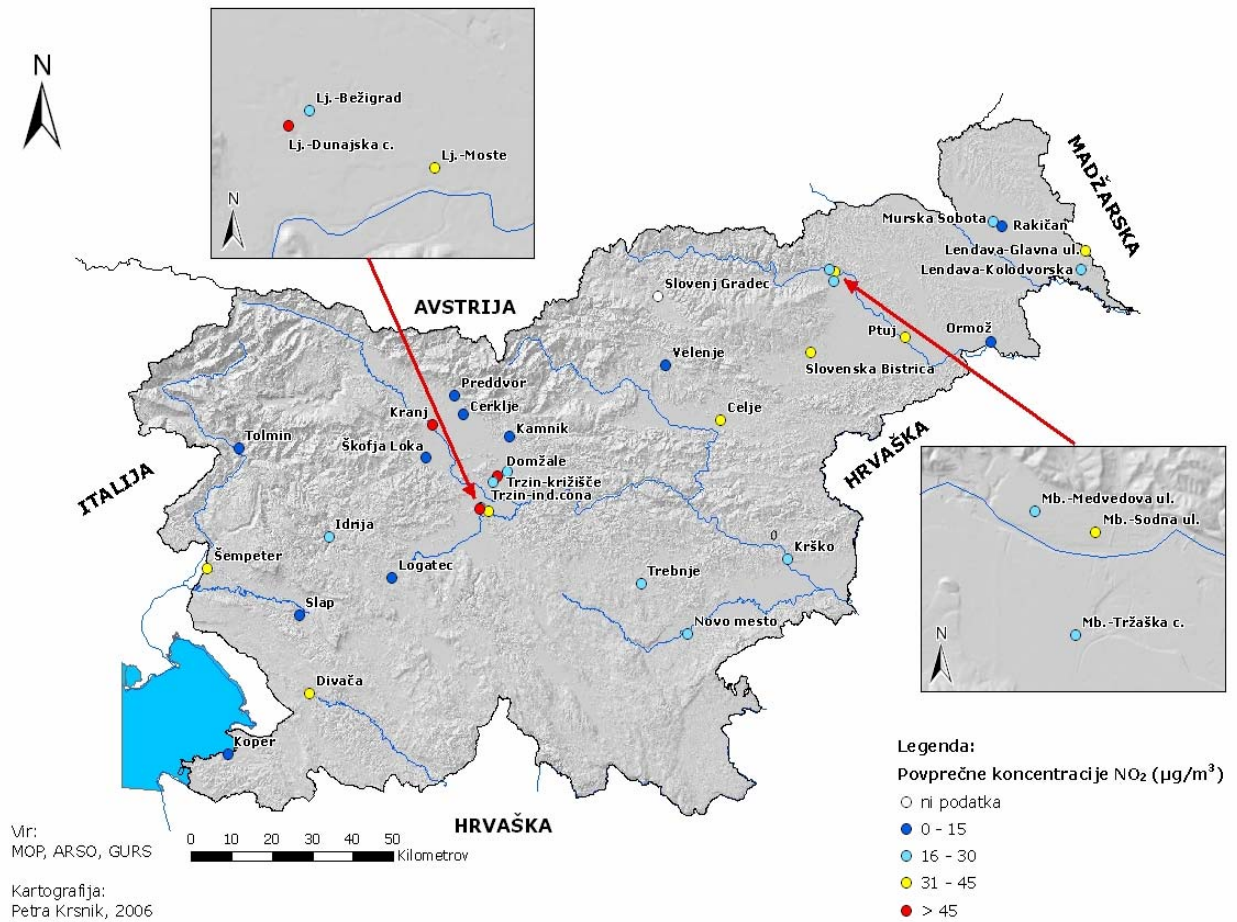 N
Lj.-Bežigrad
Lj.-Dunajska c.
Lj.-Moste
N
MADŽARSKA
Murska Sobota
Rakičan
Lendava-Glavna ul.
Lendava-Kolodvorska
Slovenj Gradec
AVSTRIJA
Ptuj
Ormož
Velenje
Slovenska Bistrica
Preddvor
Cerklje
Kranj
Celje
Kamnik
Tolmin
Škofja Loka
HRVAŠKA
ITALIJA
Domžale
Trzin-križišče
Trzin-ind.cona
Mb.-Medvedova ul.
Mb.-Sodna ul.
Idrija
0
Krško
Šempeter
Logatec
Trebnje
Slap
Novo mesto
Mb.-Tržaška c.
N
Divača
Koper
Legenda:
Povprečne koncentracije NO₂ (µg/m³)
ni podatka
0 - 15
16 - 30
31 - 45
> 45
HRVAŠKA
Vir:
MOP, ARSO, GURS
0 10 20 30 40 50
Kilometrov
Kartografija:
Petra Krsnik, 2006